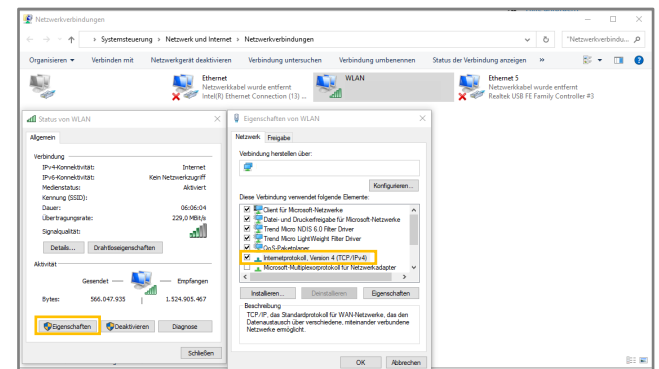 Netzwerkverbindungen
Systemsteuerung > Netzwerk und Internet > Netzwerkverbindungen
"Netzwerkverbindu...
Organisieren Verbinden mit Netzwerkgerät deaktivieren Verbindung untersuchen Verbindung umbenennen Status der Verbindung anzeigen »
Ethernet
Netzwerkkabel wurde entfernt
Intel(R) Ethernet Connection (13) ...
WLAN
Ethernet 5
Netzwerkkabel wurde entfernt
Realtek USB FE Family Controller #3
Status von WLAN
Allgemein
Verbindung
IPv4-Konnektivität: Internet
IPv6-Konnektivität: Kein Netzwerkzugriff
Medienstatus: Aktiviert
Kennung (SSID):
Dauer: 06:06:04
Übertragungsrate: 229,0 MBit/s
Signalqualität:
Details... Drahtloseigenschaften
Aktivität
Gesendet Empfangen
Bytes: 566.047.935 1.524.905.467
Eigenschaften Deaktivieren Diagnose
Schließen
Eigenschaften von WLAN
Netzwerk Freigabe
Verbindung herstellen über:
Konfigurieren...
Diese Verbindung verwendet folgende Elemente:
Client für Microsoft-Netzwerke
Datei- und Druckerfreigabe für Microsoft-Netzwerke
Trend Micro NDIS 6.0 Filter Driver
Trend Micro LightWeight Filter Driver
QoS-Paketplaner
Internetprotokoll, Version 4 (TCP/IPv4)
Microsoft-Multiplexorprotokoll für Netzwerkadapter
Installieren... Deinstallieren Eigenschaften
Beschreibung
TCP/IP, das Standardprotokoll für WAN-Netzwerke, das den
Datenaustausch über verschiedene, miteinander verbundene
Netzwerke ermöglicht.
OK Abbrechen